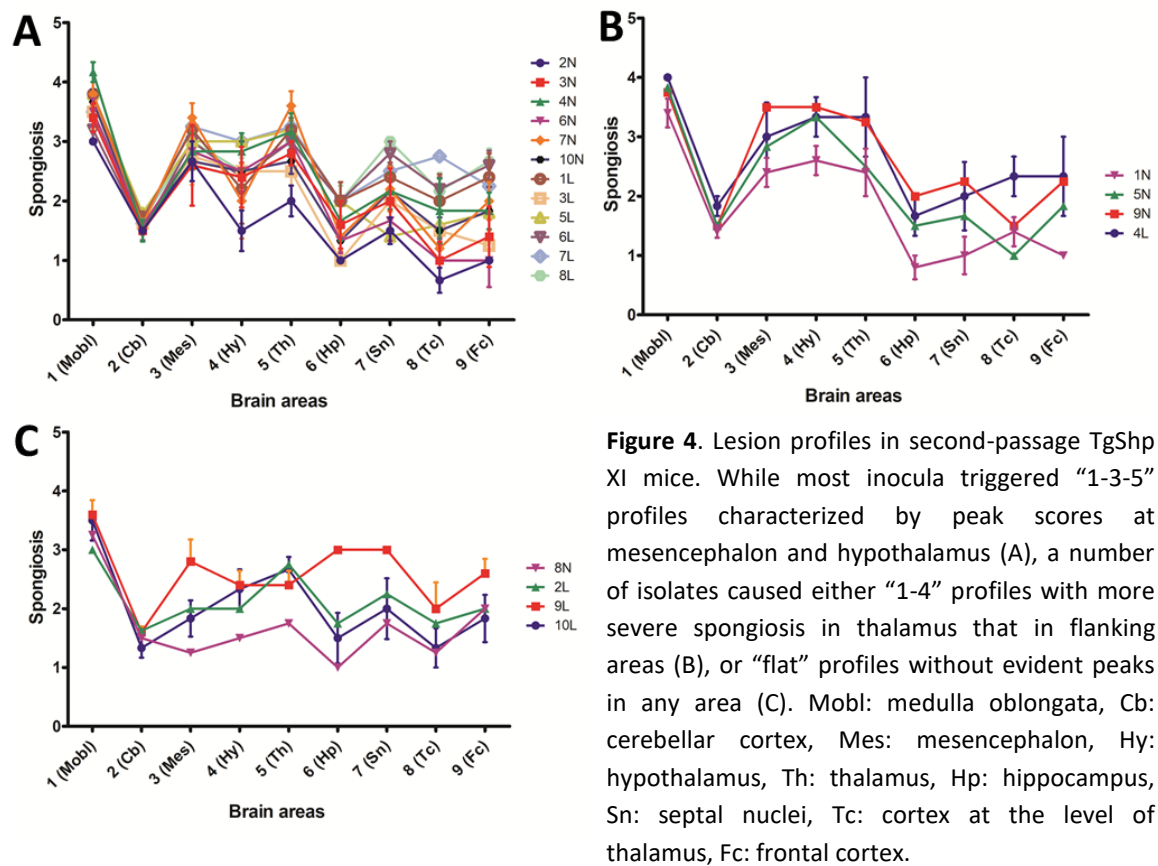 A
Spongiosis
5
4
3
2
1
0
1 (Mobl)
2 (Cb)
3 (Mes)
4 (Hy)
5 (Th)
6 (Hp)
7 (Sn)
8 (Tc)
9 (Fc)
Brain areas
2N
3N
4N
6N
7N
10N
1L
3L
5L
6L
7L
8L
B
Spongiosis
5
4
3
2
1
0
1 (Mobl)
2 (Cb)
3 (Mes)
4 (Hy)
5 (Th)
6 (Hp)
7 (Sn)
8 (Tc)
9 (Fc)
Brain areas
1N
5N
9N
4L
C
Spongiosis
5
4
3
2
1
0
1 (Mobl)
2 (Cb)
3 (Mes)
4 (Hy)
5 (Th)
6 (Hp)
7 (Sn)
8 (Tc)
9 (Fc)
Brain areas
8N
2L
9L
10L
Figure 4. Lesion profiles in second-passage TgShp
XI mice. While most inocula triggered “1-3-5”
profiles characterized by peak scores at
mesencephalon and hypothalamus (A), a number
of isolates caused either “1-4” profiles with more
severe spongiosis in thalamus that in flanking
areas (B), or “flat” profiles without evident peaks
in any area (C). Mobl: medulla oblongata, Cb:
cerebellar cortex, Mes: mesencephalon, Hy:
hypothalamus, Th: thalamus, Hp: hippocampus,
Sn: septal nuclei, Tc: cortex at the level of
thalamus, Fc: frontal cortex.